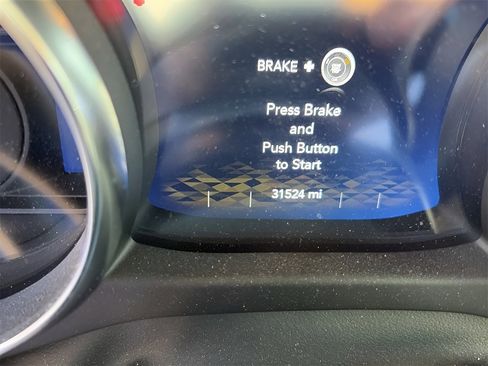 BRAKE +
Press Brake
and
Push Button
to Start
31524 mi